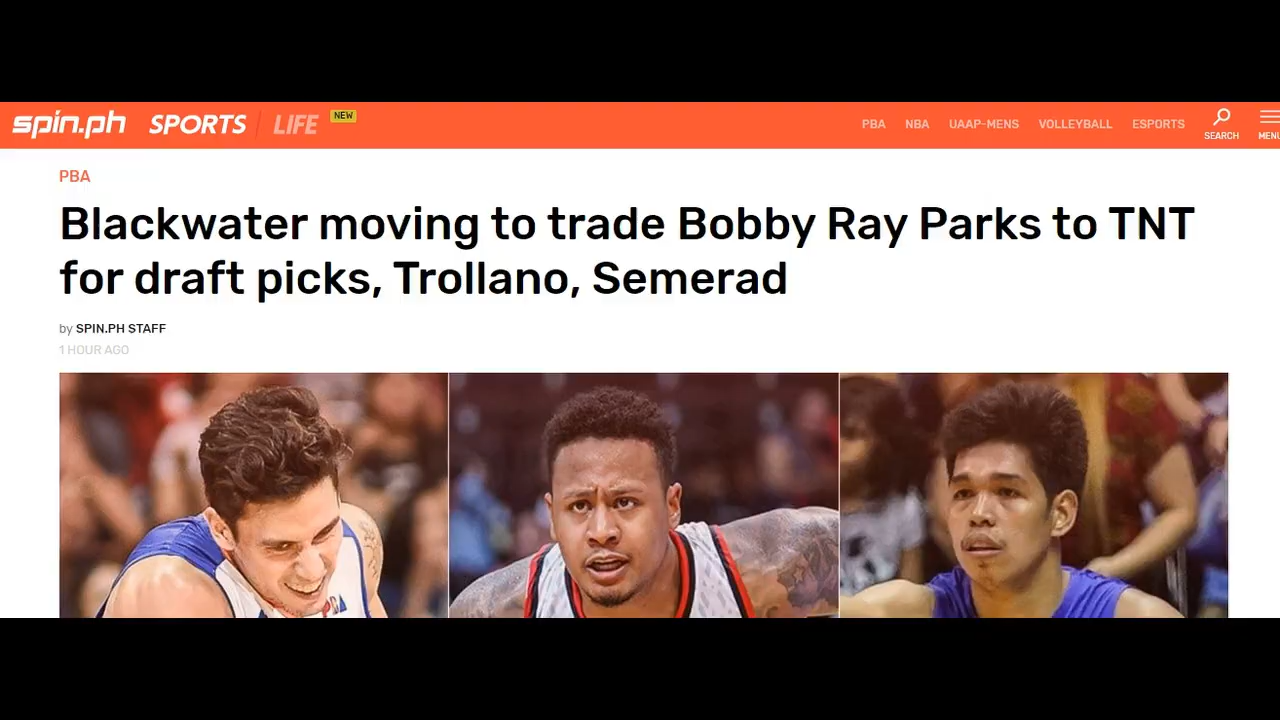 spin.ph SPORTS LIFE NEW PBA NBA UAAP-MENS VOLLEYBALL ESPORTS SEARCH MENU
PBA
Blackwater moving to trade Bobby Ray Parks to TNT
for draft picks, Trollano, Semerad
by SPIN.PH STAFF
1 HOUR AGO